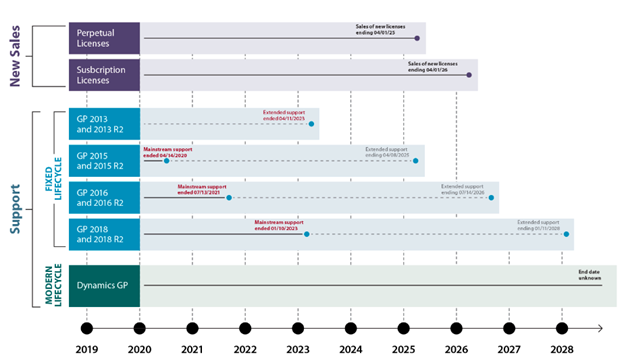 New Sales
Perpetual
Licenses
Sales of new licenses
ending 04/01/25
Susbcription
Licenses
Sales of new licenses
ending 04/01/26
Support
FIXED
LIFECYCLE
GP 2013
and 2013 R2
Extended support
ended 04/11/2023
GP 2015
and 2015 R2
Mainstream support
ended 04/14/2020
Extended support
ending 04/08/2025
GP 2016
and 2016 R2
Mainstream support
ended 07/13/2021
Extended support
ending 07/14/2026
GP 2018
and 2018 R2
Mainstream support
ended 01/10/2023
Extended support
ending 01/11/2028
MODERN
LIFECYCLE
Dynamics GP
End date
unknown
2019 2020 2021 2022 2023 2024 2025 2026 2027 2028